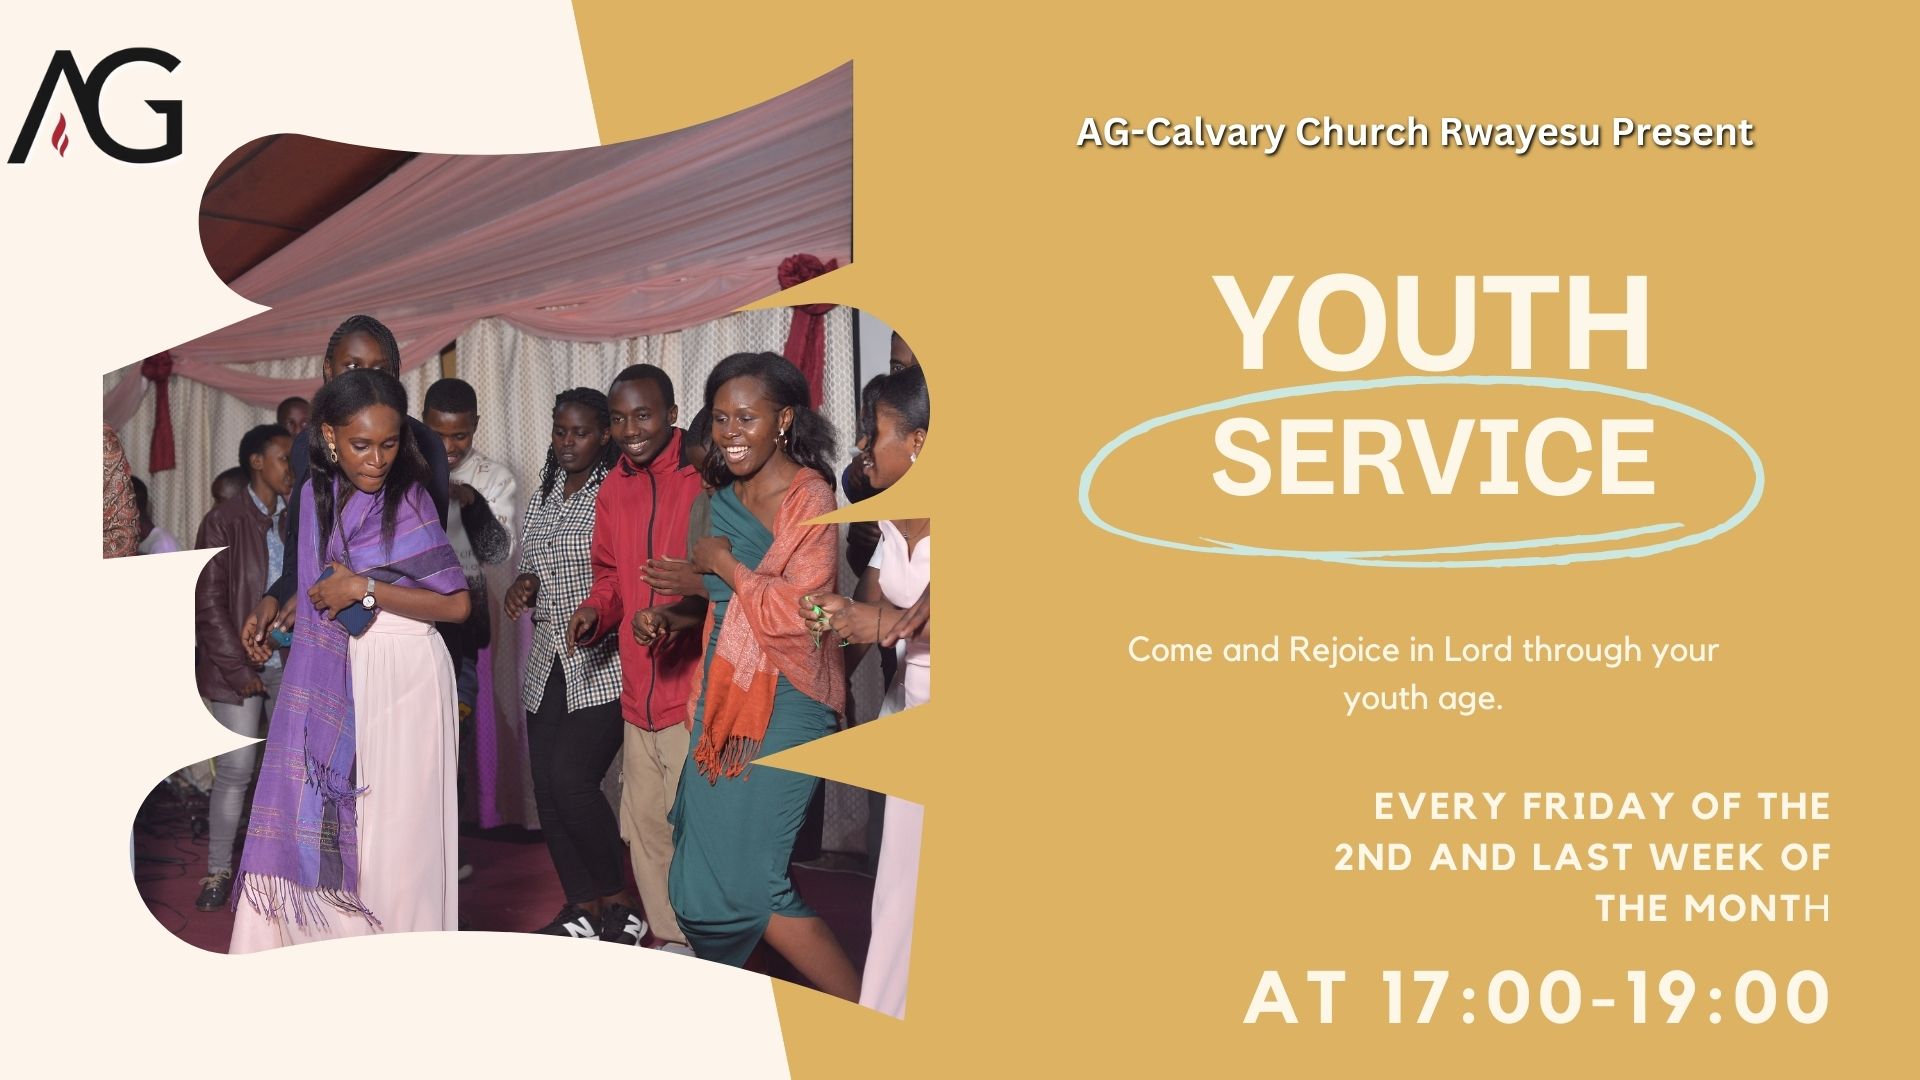 AG
AG-Calvary Church Rwayesu Present
YOUTH
SERVICE
Come and Rejoice in Lord through your
youth age.
EVERY FRIDAY OF THE
2ND AND LAST WEEK OF
THE MONTH
AT 17:00-19:00